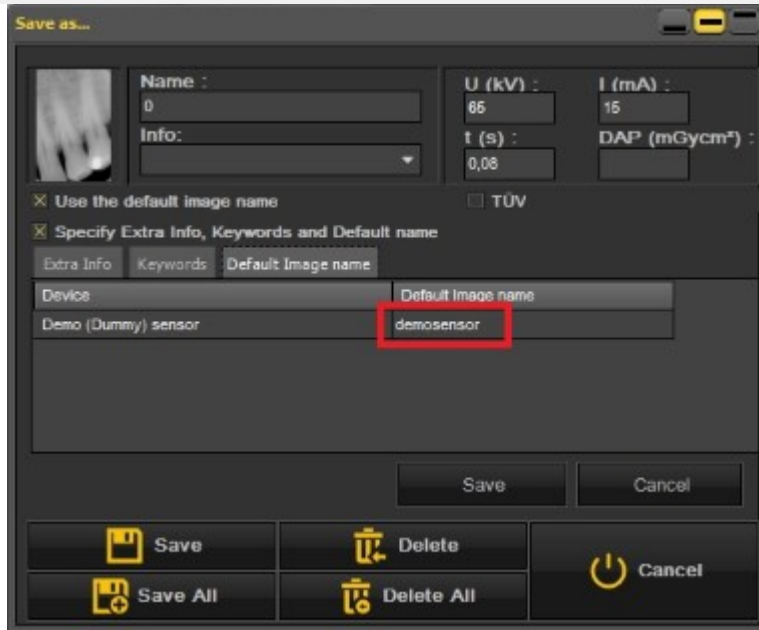 Save as...
Name :
0
Info:
U (kV) :
65
I (mA) :
15
t (s) :
0,08
DAP (mGycm²) :
Use the default image name
TÜV
Specify Extra Info, Keywords and Default name
Extra Info Keywords Default Image name
Device Default Image name
Demo (Dummy) sensor demosensor
Save Cancel
Save Delete
Cancel
Save All Delete All